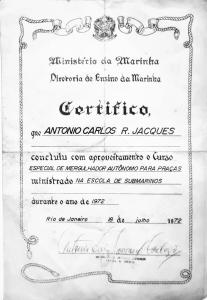 Ministério da Marinha
Diretoria de Ensino da Marinha
Certifico,
que ANTONIO CARLOS R. JACQUES
concluiu com aproveitamento o Curso
ESPECIAL DE MERGULHADOR AUTÔNOMO PARA PRAÇAS
ministrado NA ESCOLA DE SUBMARINOS
durante o ano de 1972
Rio de Janeiro 18 de julho 1972